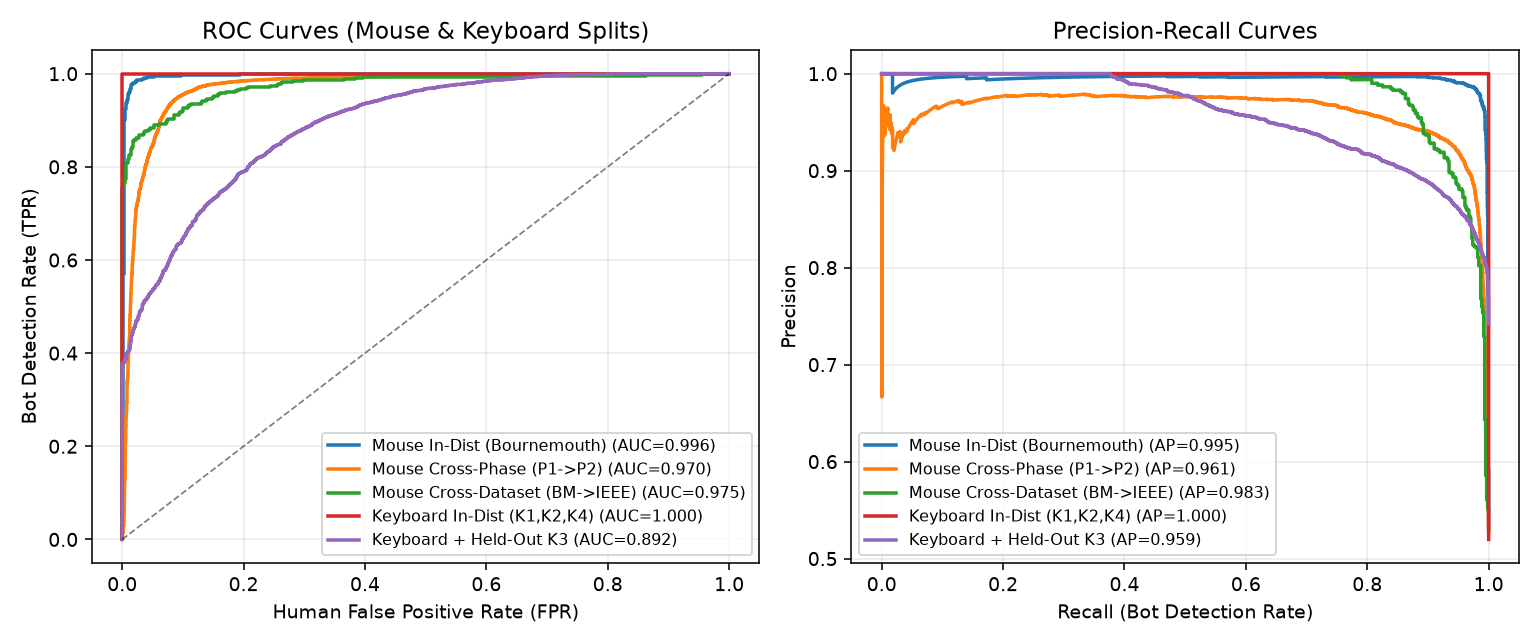 ROC Curves (Mouse & Keyboard Splits)
Bot Detection Rate (TPR)
1.0
0.8
0.6
0.4
0.2
0.0
0.0 0.2 0.4 0.6 0.8 1.0
Human False Positive Rate (FPR)
Mouse In-Dist (Bournemouth) (AUC=0.996)
Mouse Cross-Phase (P1->P2) (AUC=0.970)
Mouse Cross-Dataset (BM->IEEE) (AUC=0.975)
Keyboard In-Dist (K1,K2,K4) (AUC=1.000)
Keyboard + Held-Out K3 (AUC=0.892)
Precision-Recall Curves
Precision
1.0
0.9
0.8
0.7
0.6
0.5
0.0 0.2 0.4 0.6 0.8 1.0
Recall (Bot Detection Rate)
Mouse In-Dist (Bournemouth) (AP=0.995)
Mouse Cross-Phase (P1->P2) (AP=0.961)
Mouse Cross-Dataset (BM->IEEE) (AP=0.983)
Keyboard In-Dist (K1,K2,K4) (AP=1.000)
Keyboard + Held-Out K3 (AP=0.959)